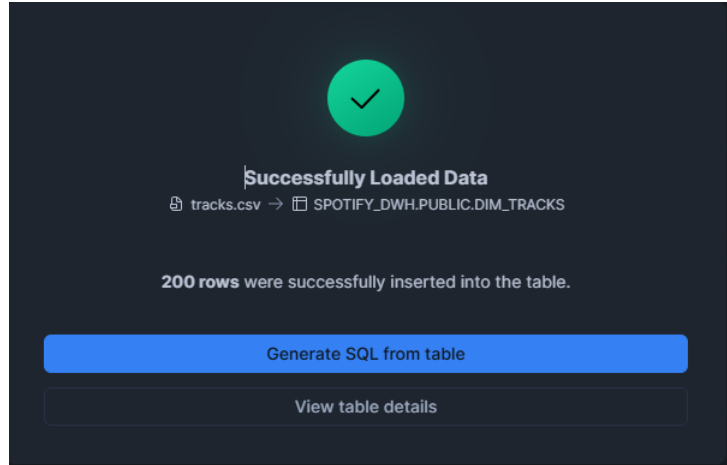 Successfully Loaded Data
tracks.csv → SPOTIFY_DWH.PUBLIC.DIM_TRACKS
200 rows were successfully inserted into the table.
Generate SQL from table
View table details